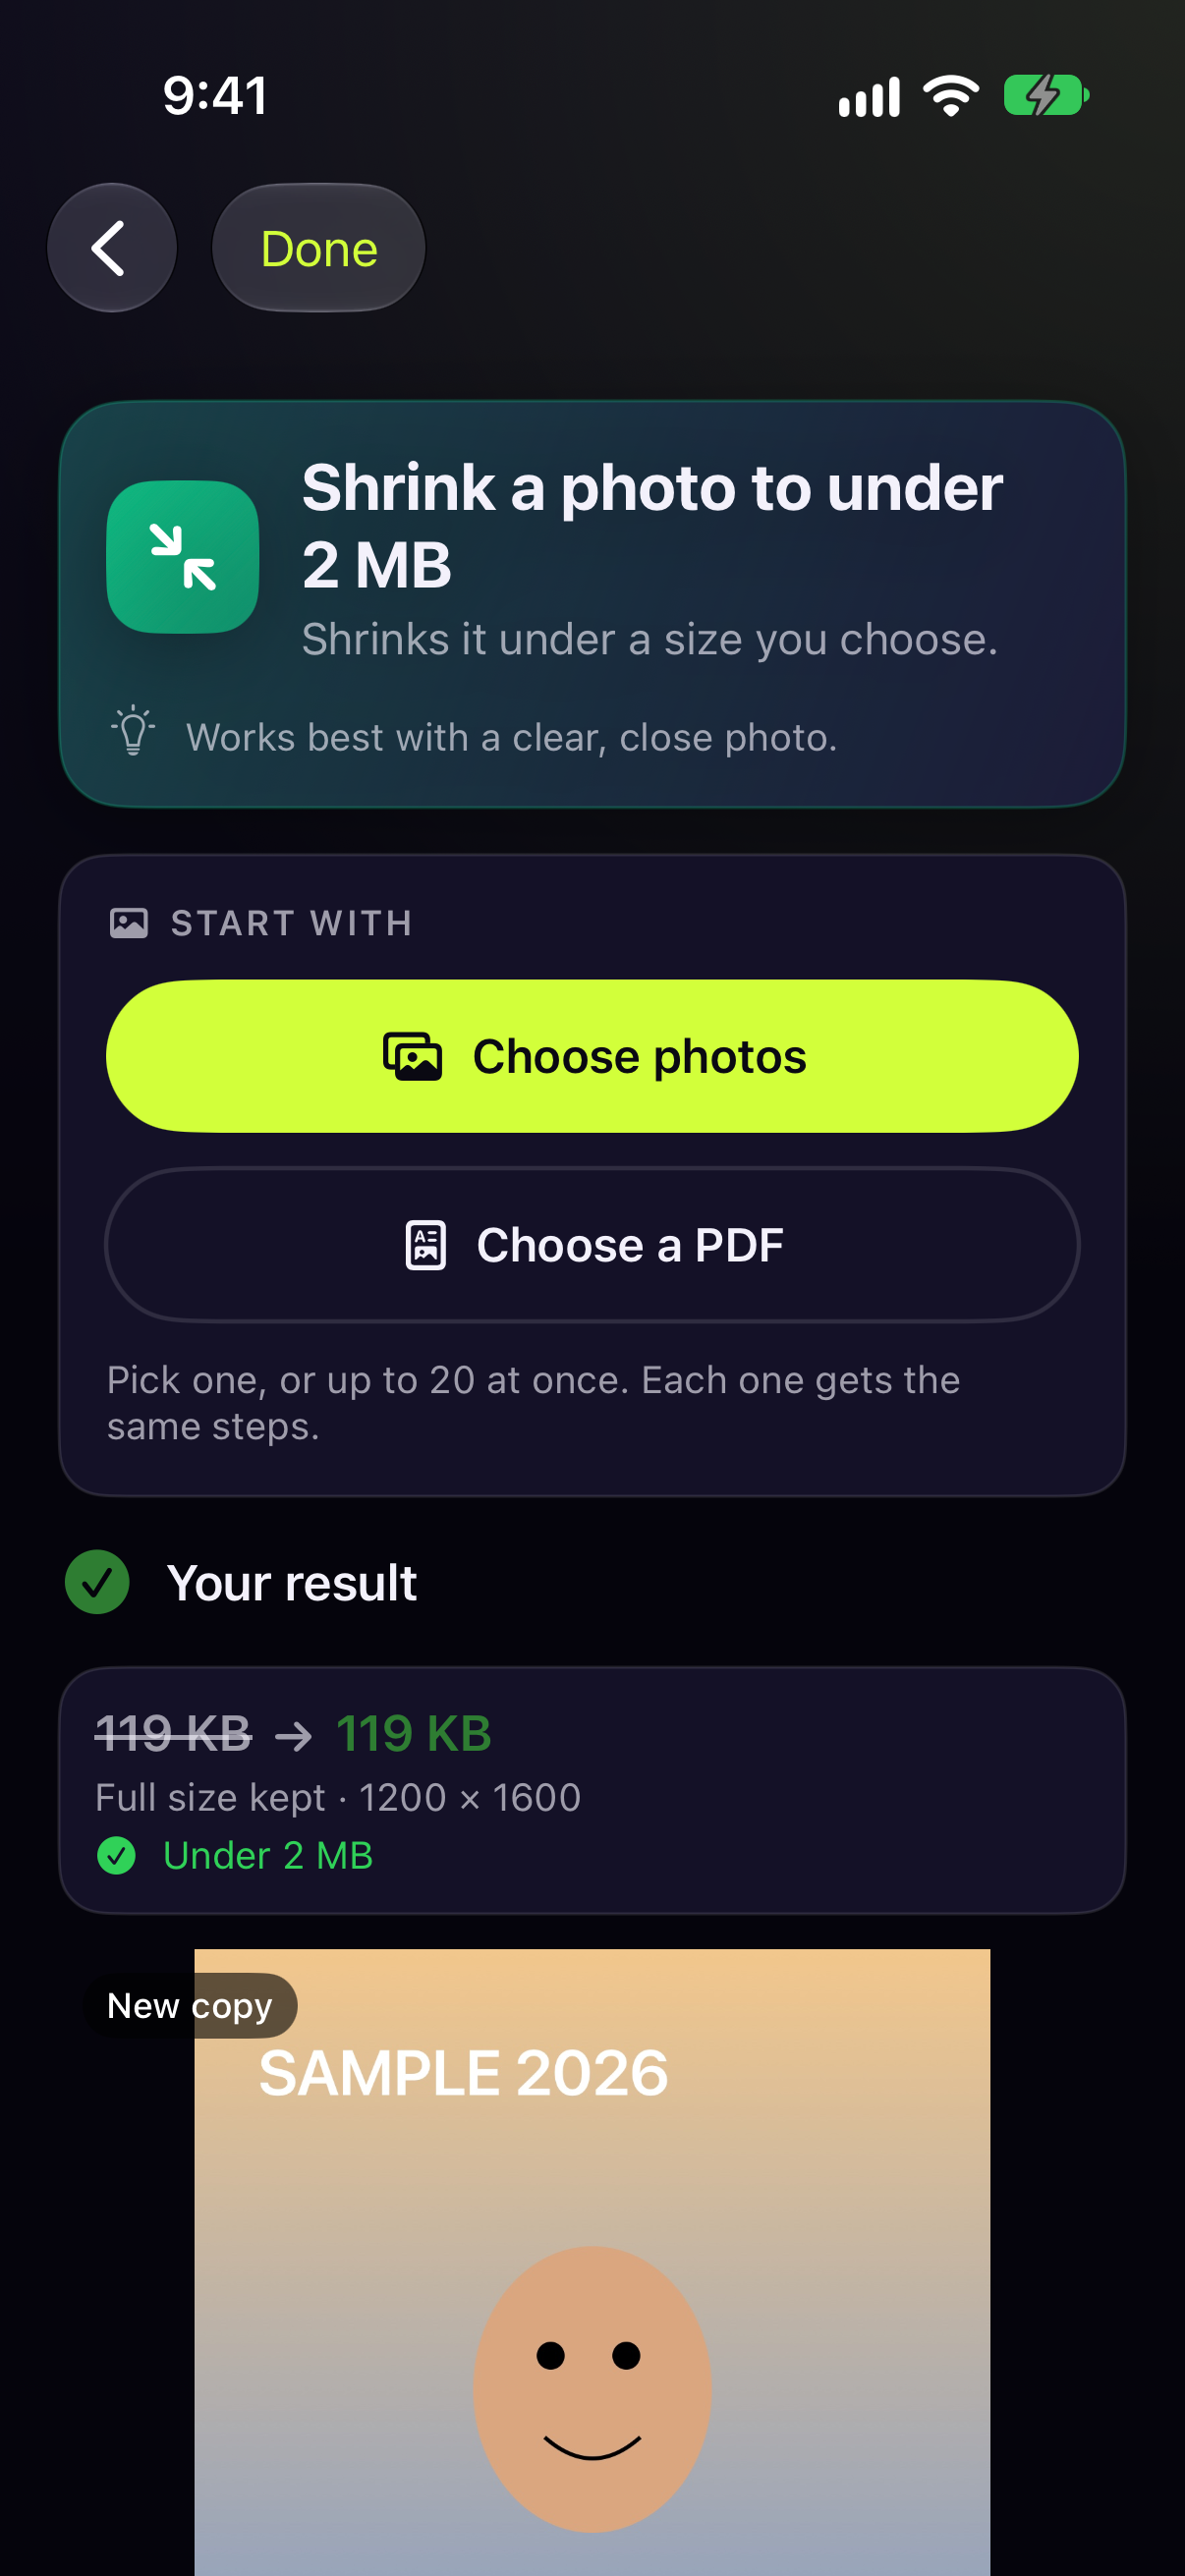 9:41
Done
Shrink a photo to under
2 MB
Shrinks it under a size you choose.
Works best with a clear, close photo.
START WITH
Choose photos
Choose a PDF
Pick one, or up to 20 at once. Each one gets the
same steps.
Your result
119 KB → 119 KB
Full size kept · 1200 × 1600
Under 2 MB
New copy
SAMPLE 2026